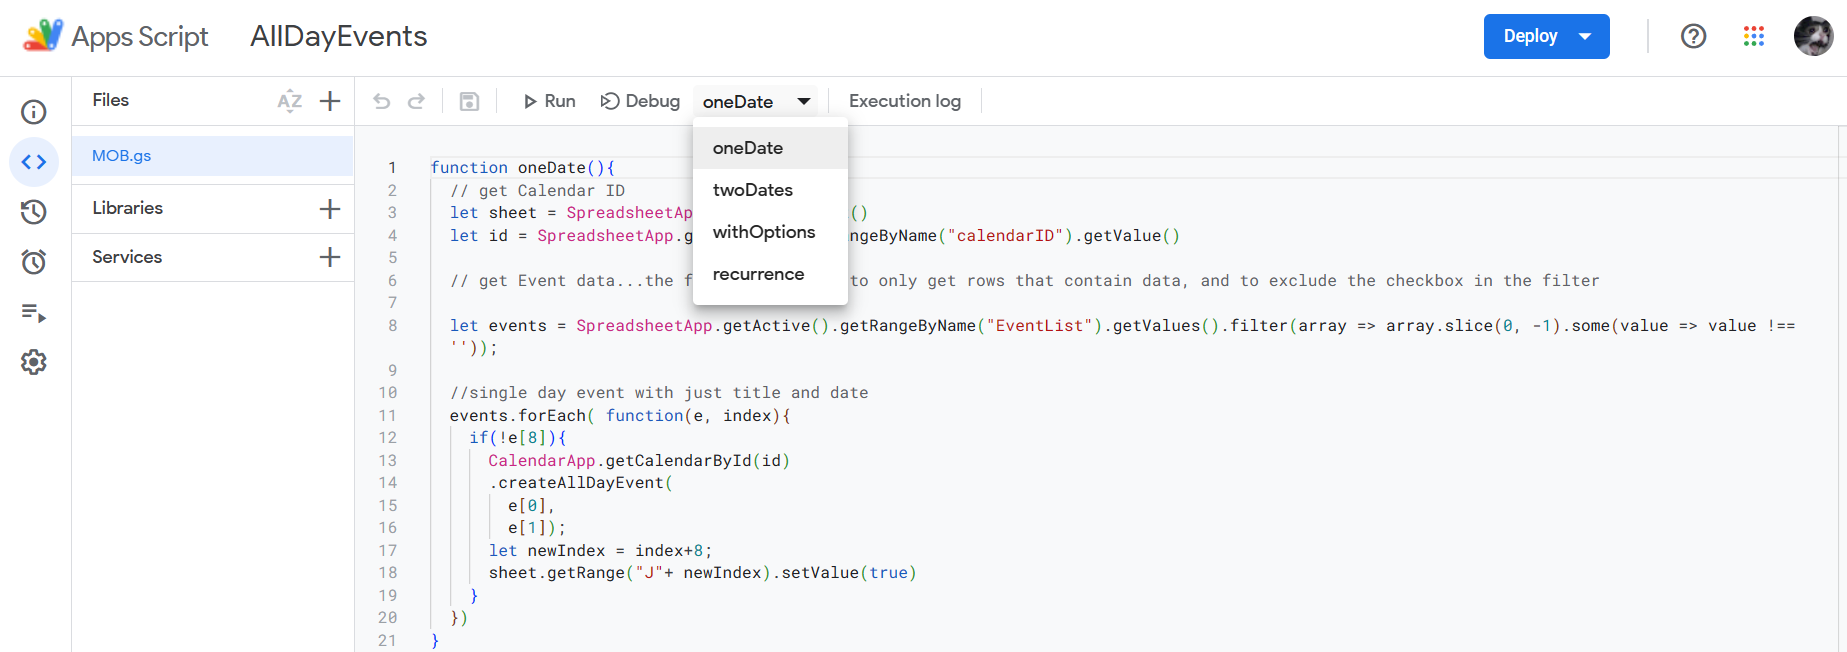 Apps Script AllDayEvents Deploy
Files AZ Run Debug oneDate Execution log
MOB.gs
Libraries
Services
oneDate
twoDates
withOptions
recurrence
1 function oneDate(){
2 // get Calendar ID
3 let sheet = SpreadsheetAp ()
4 let id = SpreadsheetApp.g ngeByName("calendarID").getValue()
5
6 // get Event data...the f to only get rows that contain data, and to exclude the checkbox in the filter
7
8 let events = SpreadsheetApp.getActive().getRangeByName("EventList").getValues().filter(array => array.slice(0, -1).some(value => value !==
''));
9
10 //single day event with just title and date
11 events.forEach( function(e, index){
12 if(!e[8]){
13 CalendarApp.getCalendarById(id)
14 .createAllDayEvent(
15 e[0],
16 e[1]);
17 let newIndex = index+8;
18 sheet.getRange("J"+ newIndex).setValue(true)
19 }
20 })
21 }